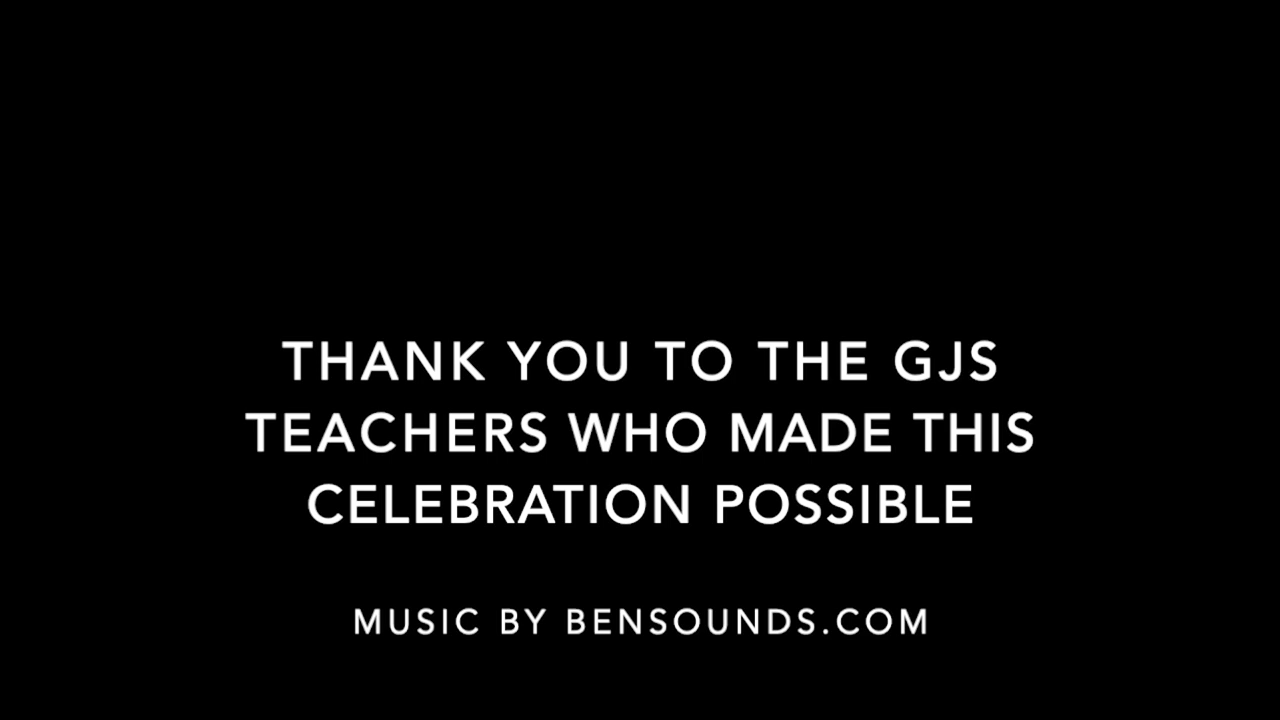 THANK YOU TO THE GJS
TEACHERS WHO MADE THIS
CELEBRATION POSSIBLE
MUSIC BY BENSOUNDS.COM